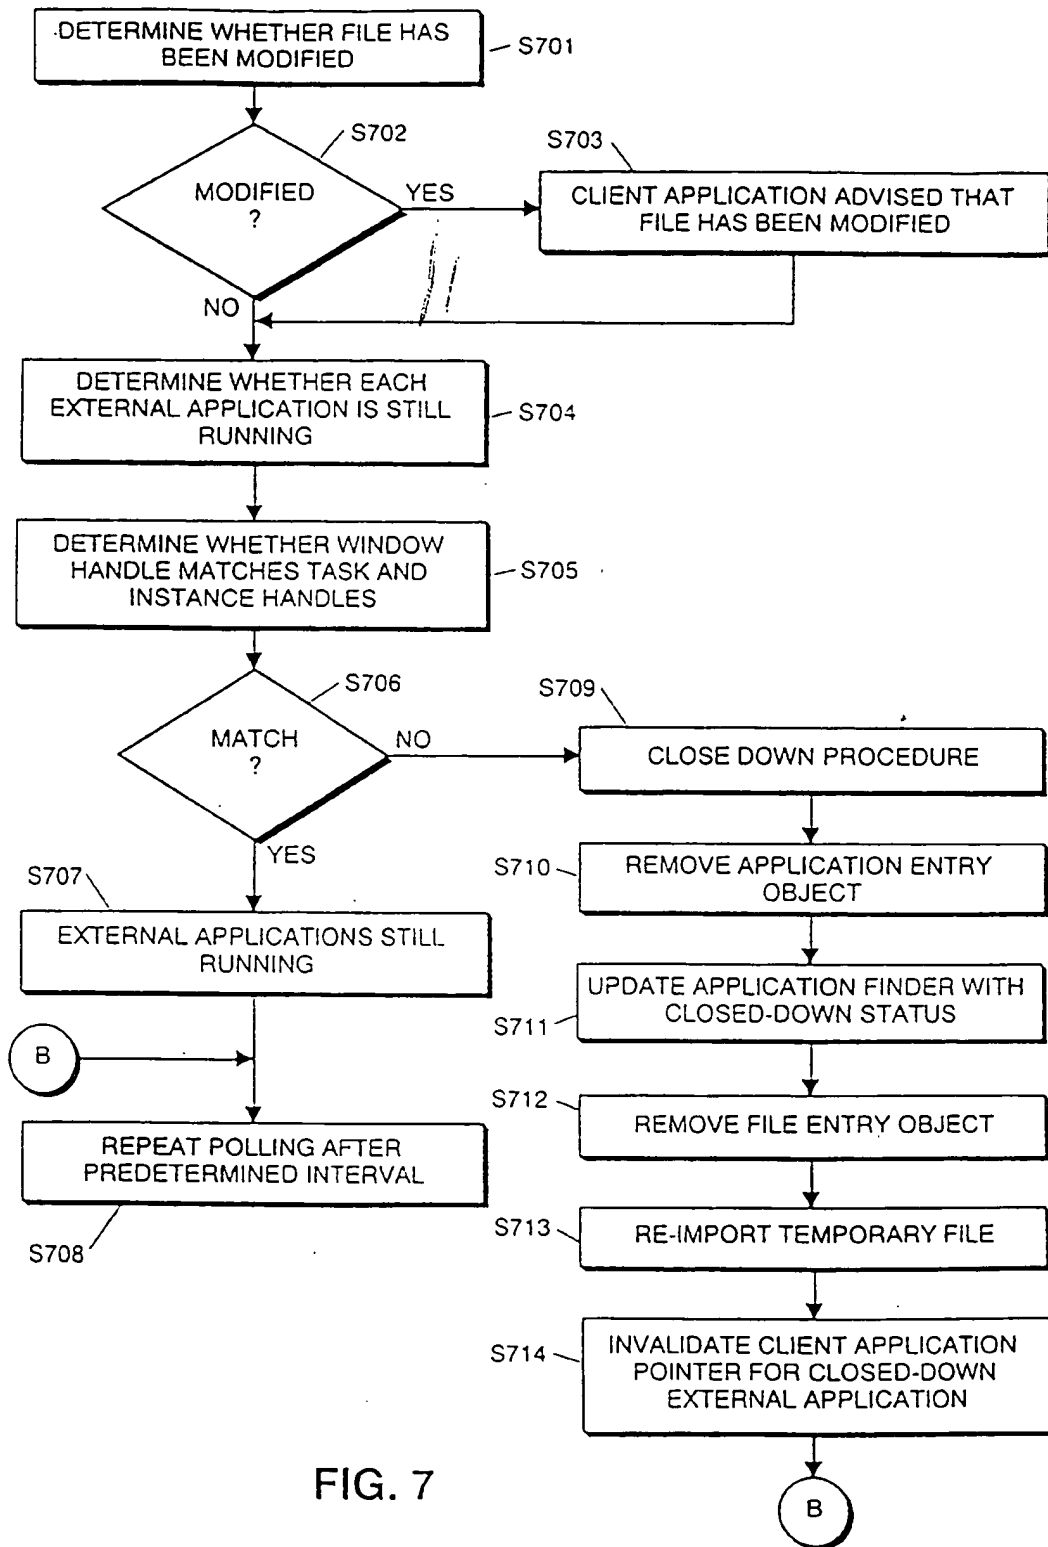 DETERMINE WHETHER FILE HAS
BEEN MODIFIED
S701
S702
MODIFIED
?
YES
NO
S703
CLIENT APPLICATION ADVISED THAT
FILE HAS BEEN MODIFIED
DETERMINE WHETHER EACH
EXTERNAL APPLICATION IS STILL
RUNNING
S704
DETERMINE WHETHER WINDOW
HANDLE MATCHES TASK AND
INSTANCE HANDLES
S705
S706
MATCH
?
NO
YES
S707
EXTERNAL APPLICATIONS STILL
RUNNING
B
REPEAT POLLING AFTER
PREDETERMINED INTERVAL
S708
S709
CLOSE DOWN PROCEDURE
S710
REMOVE APPLICATION ENTRY
OBJECT
S711
UPDATE APPLICATION FINDER WITH
CLOSED-DOWN STATUS
S712
REMOVE FILE ENTRY OBJECT
S713
RE-IMPORT TEMPORARY FILE
S714
INVALIDATE CLIENT APPLICATION
POINTER FOR CLOSED-DOWN
EXTERNAL APPLICATION
B
FIG. 7